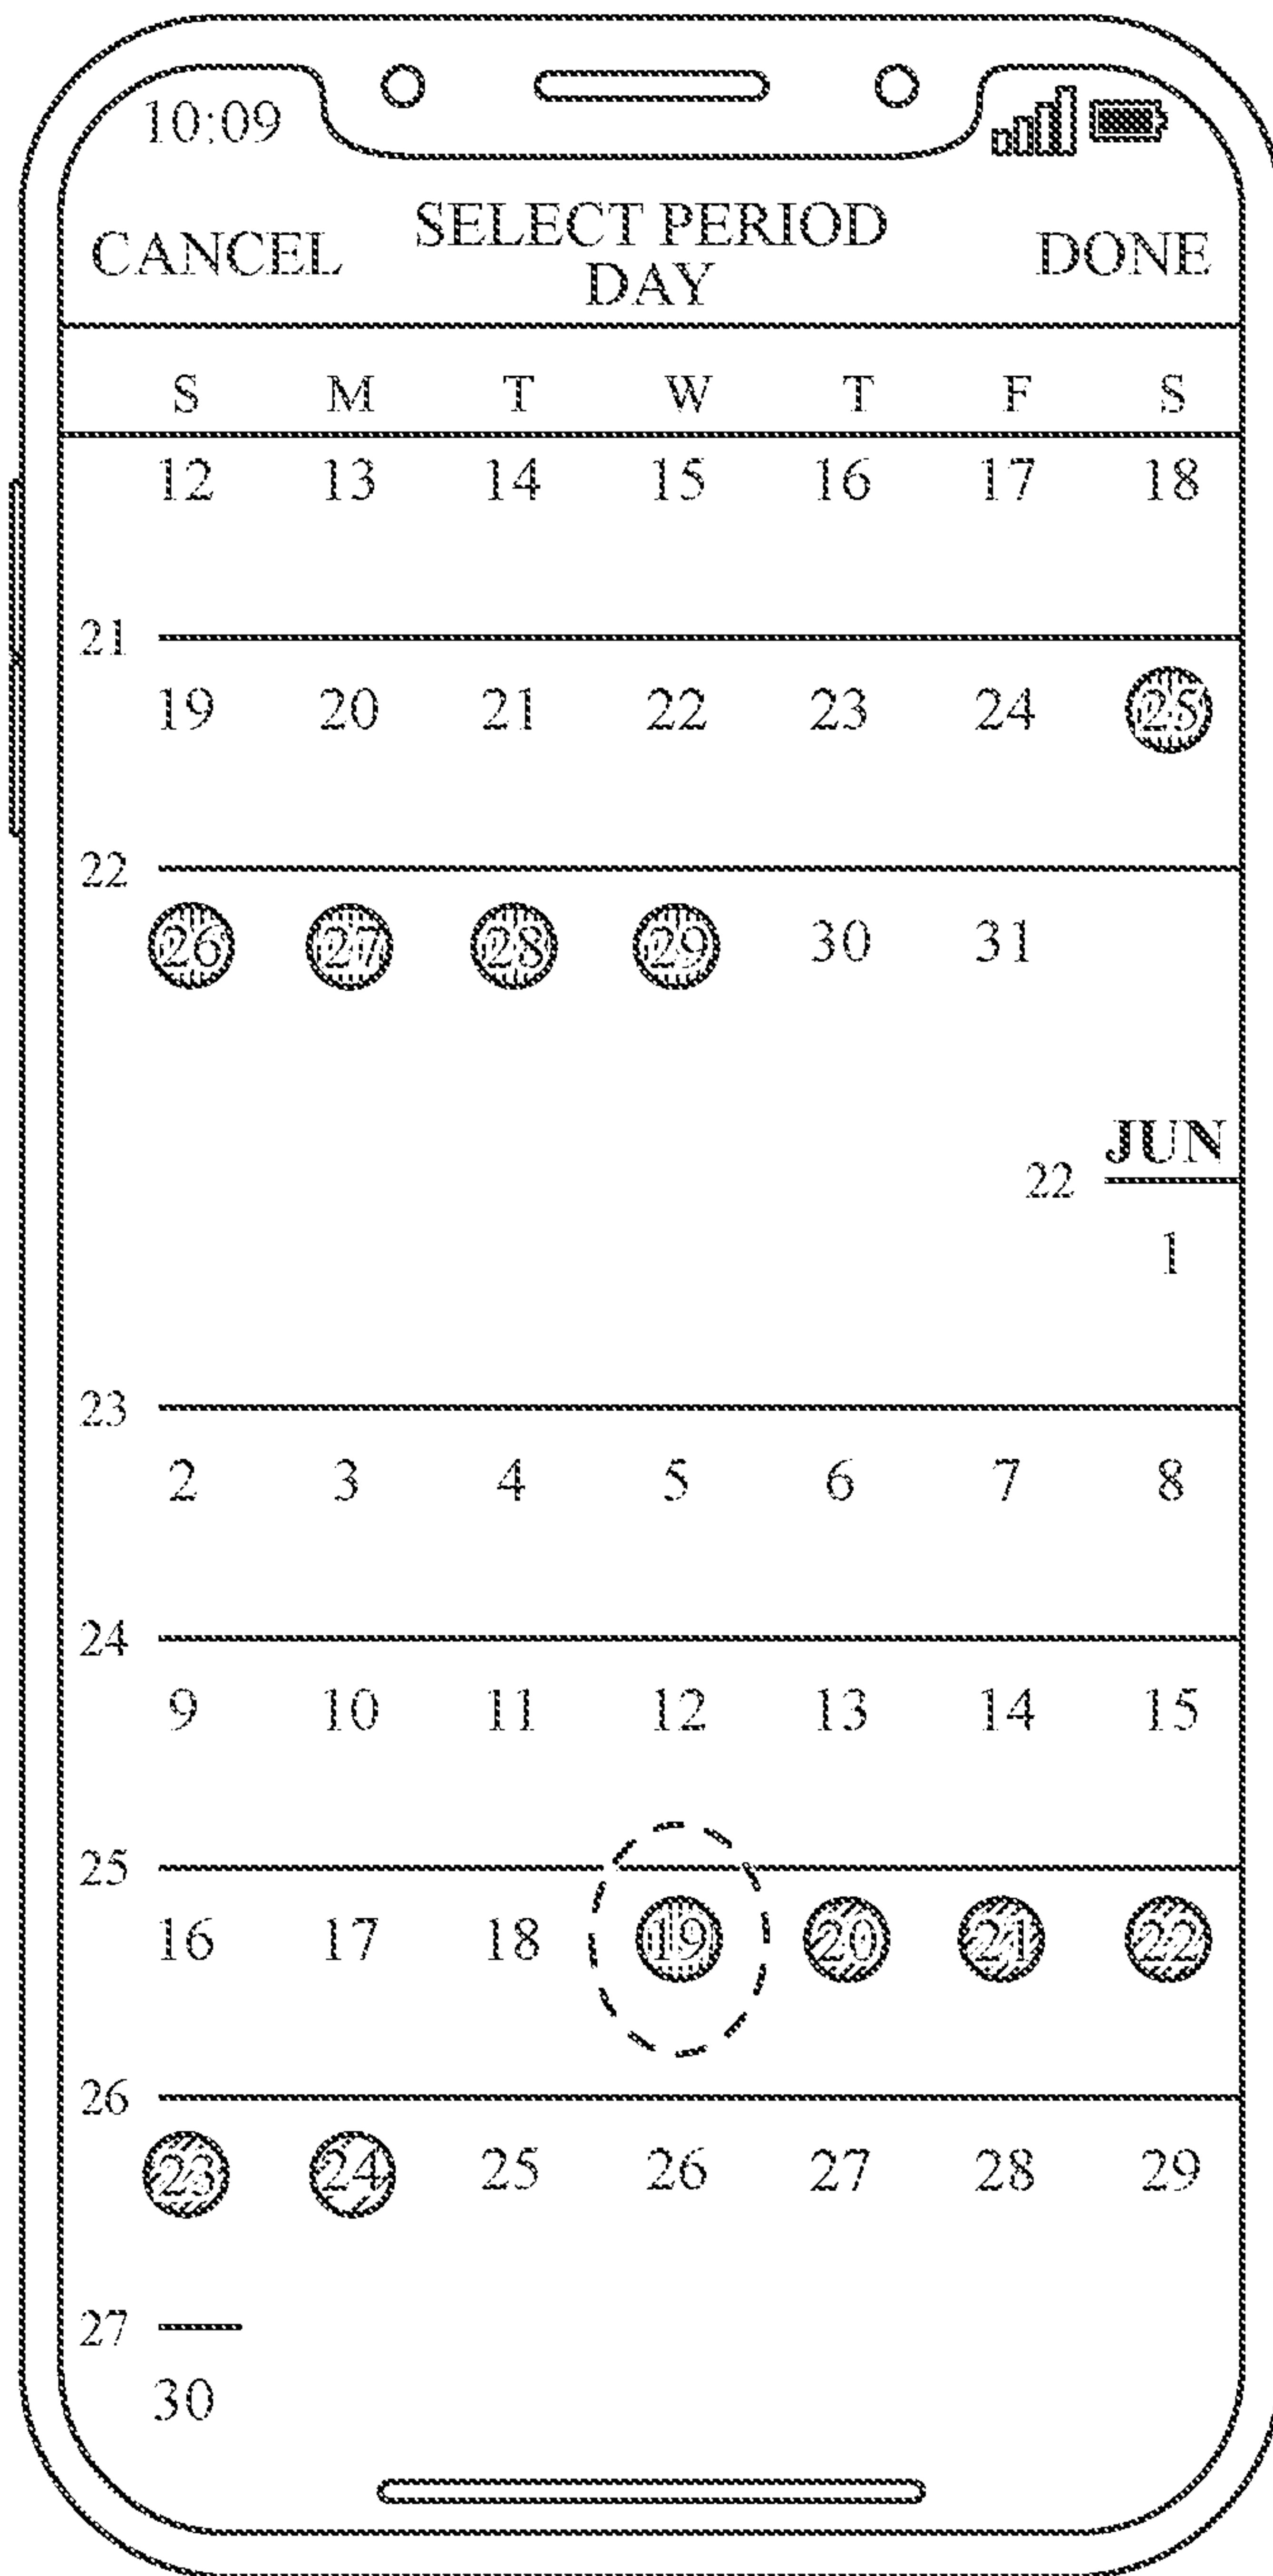 10:09
CANCEL SELECT PERIOD DAY DONE
S M T W T F S
12 13 14 15 16 17 18
21
19 20 21 22 23 24 25
22
26 27 28 29 30 31
JUN
22
1
23
2 3 4 5 6 7 8
24
9 10 11 12 13 14 15
25
16 17 18 19 20 21 22
26
23 24 25 26 27 28 29
27
30